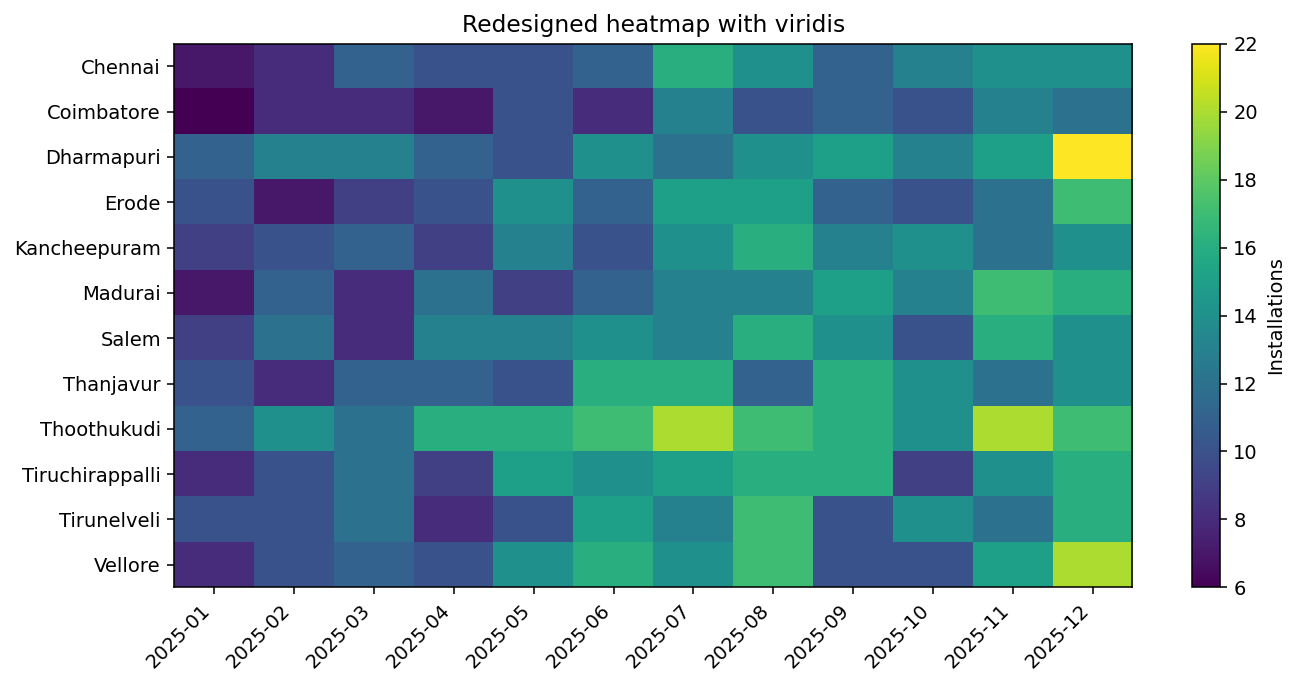 Redesigned heatmap with viridis
Chennai
Coimbatore
Dharmapuri
Erode
Kancheepuram
Madurai
Salem
Thanjavur
Thoothukudi
Tiruchirappalli
Tirunelveli
Vellore
2025-01
2025-02
2025-03
2025-04
2025-05
2025-06
2025-07
2025-08
2025-09
2025-10
2025-11
2025-12
22
20
18
16
14
12
10
8
6
Installations